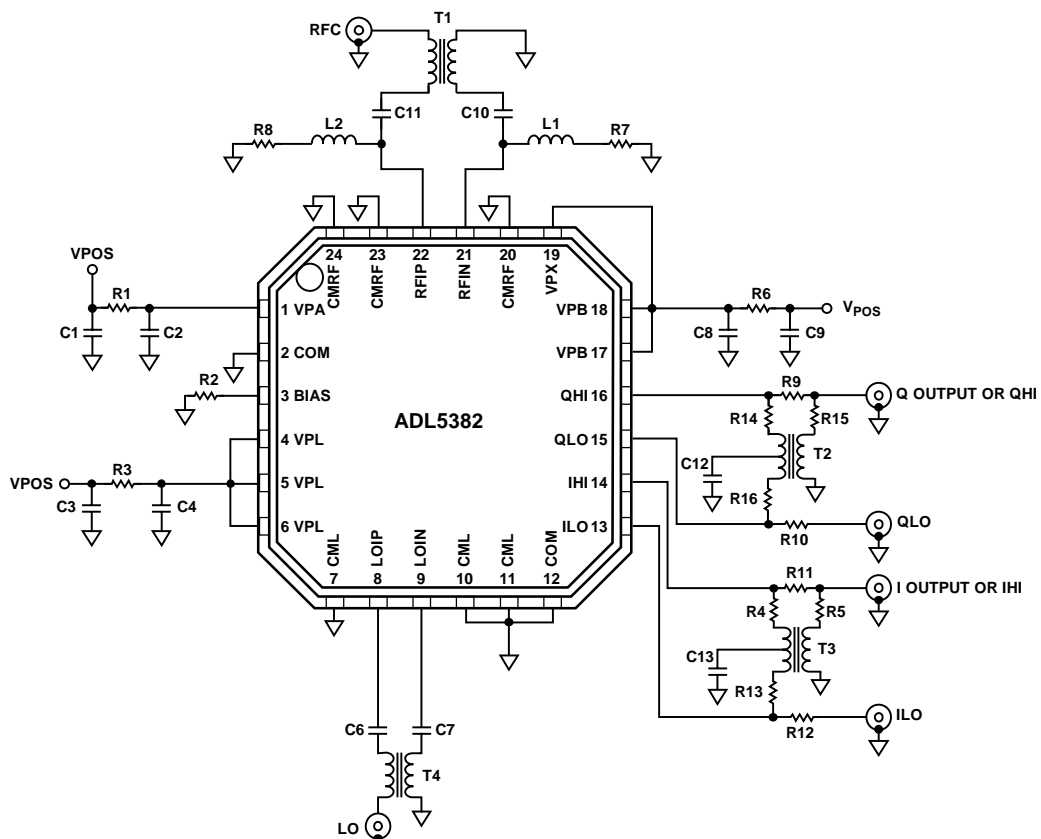 T1
RFC
C11
C10
R8
L2
L1
R7
24
23
22
21
20
19
CMRF
CMRF
RFIP
RFIN
CMRF
VPX
VPOS
R1
C1
C2
1 VPA
2 COM
R2
3 BIAS
4 VPL
VPOS
R3
5 VPL
C3
C4
6 VPL
ADL5382
VPB 18
R6
VPOS
C8
C9
VPB 17
QHI 16
R9
Q OUTPUT OR QHI
R14
R15
QLO 15
T2
C12
IHI 14
R16
ILO 13
QLO
R10
CML
LOIP
LOIN
CML
CML
COM
7
8
9
10
11
12
R11
I OUTPUT OR IHI
R4
R5
T3
C13
R13
ILO
R12
C6
C7
T4
LO